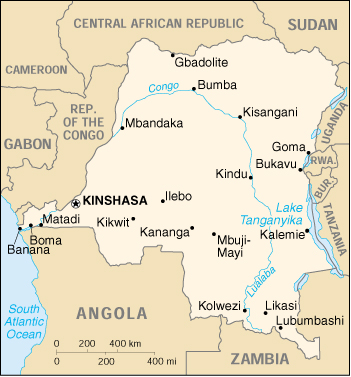 CENTRAL AFRICAN REPUBLIC
SUDAN
CAMEROON
Gbadolite
Congo
Bumba
REP.
OF THE
CONGO
Mbandaka
Kisangani
UGANDA
GABON
Goma
RWA.
Bukavu
BUR.
Kindu
KINSHASA
Ilebo
Lake
Tanganyika
TANZANIA
Matadi
Kikwit
Boma
Banana
Kananga
Mbuji-
Mayi
Kalemie
Lualaba
South
Atlantic
Ocean
ANGOLA
Kolwezi
Likasi
Lubumbashi
0 200 400 km
0 200 400 mi
ZAMBIA